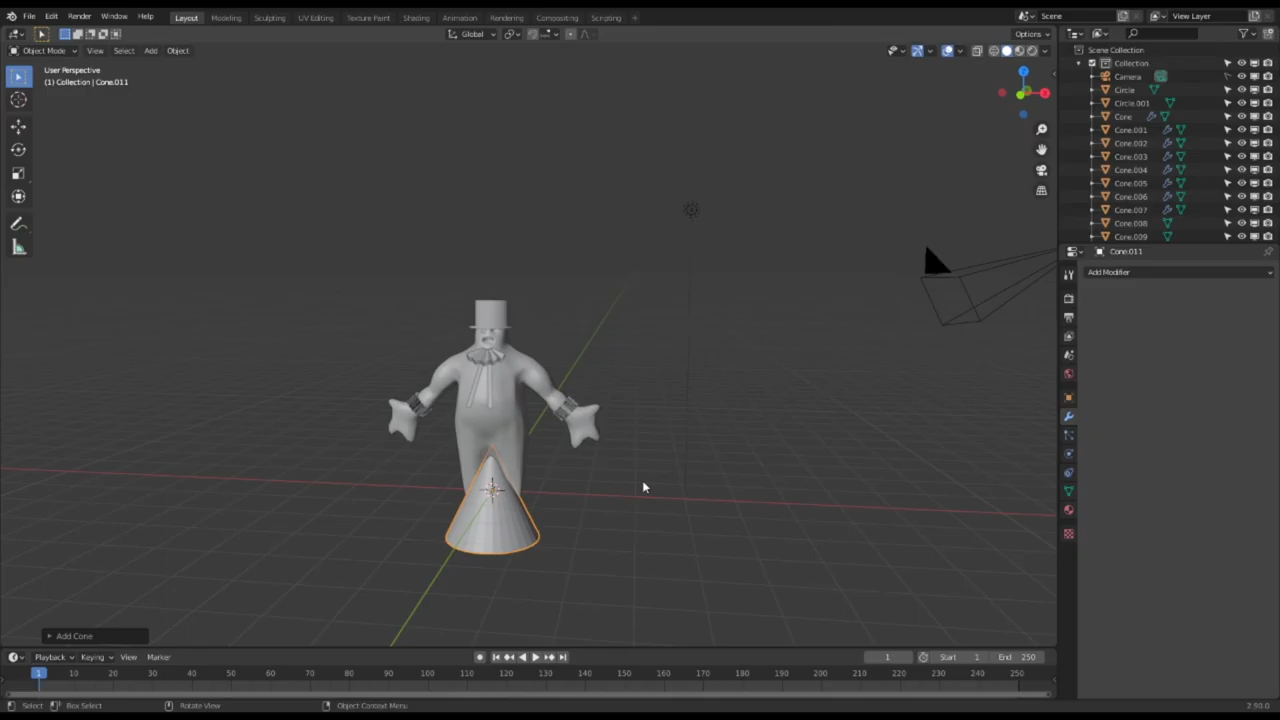 File Edit Render Window Help Layout Modeling Sculpting UV Editing Texture Paint Shading Animation Rendering Compositing Scripting + Scene View Layer
Global Options
Object Mode View Select Add Object
User Perspective
(1) Collection | Cone.011
Z
X
Scene Collection
Collection
Camera
Circle
Circle.001
Cone
Cone.001
Cone.002
Cone.003
Cone.004
Cone.005
Cone.006
Cone.007
Cone.008
Cone.009
Cone.011
Add Modifier
Add Cone
Playback Keying View Marker 1 Start 1 End 250
1 10 20 30 40 50 60 70 80 90 100 110 120 130 140 150 160 170 180 190 200 210 220 230 240 250
Select Box Select Rotate View Object Context Menu 2.90.0